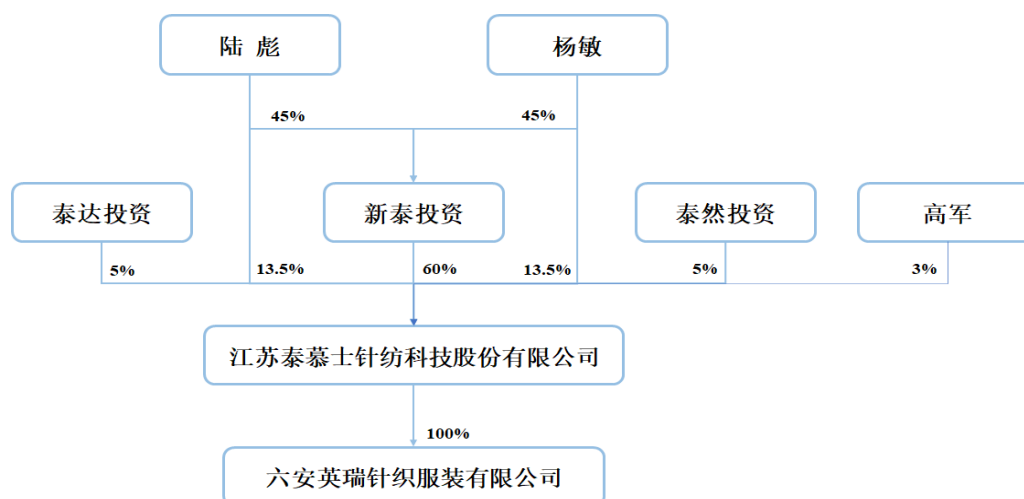 陆 彪
杨敏
45%
45%
泰达投资
新泰投资
泰然投资
高军
5%
13.5%
60%
13.5%
5%
3%
江苏泰慕士针纺科技股份有限公司
100%
六安英瑞针织服装有限公司